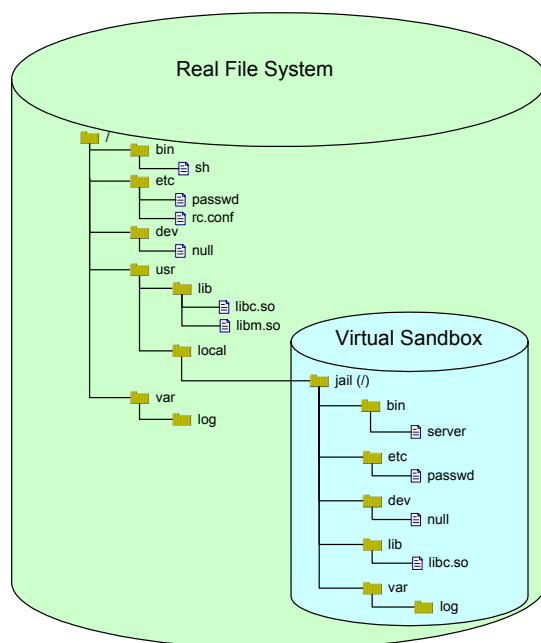 Real File System
/
bin
sh
etc
passwd
rc.conf
dev
null
usr
lib
libc.so
libm.so
local
var
log
Virtual Sandbox
jail (/)
bin
server
etc
passwd
dev
null
lib
libc.so
var
log